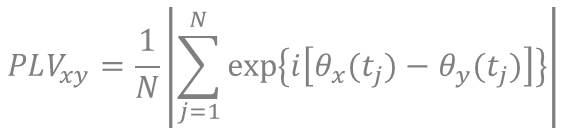 PLV_{xy} = \frac{1}{N} \left| \sum_{j=1}^{N} \exp\{i[\theta_x(t_j) - \theta_y(t_j)]\} \right|